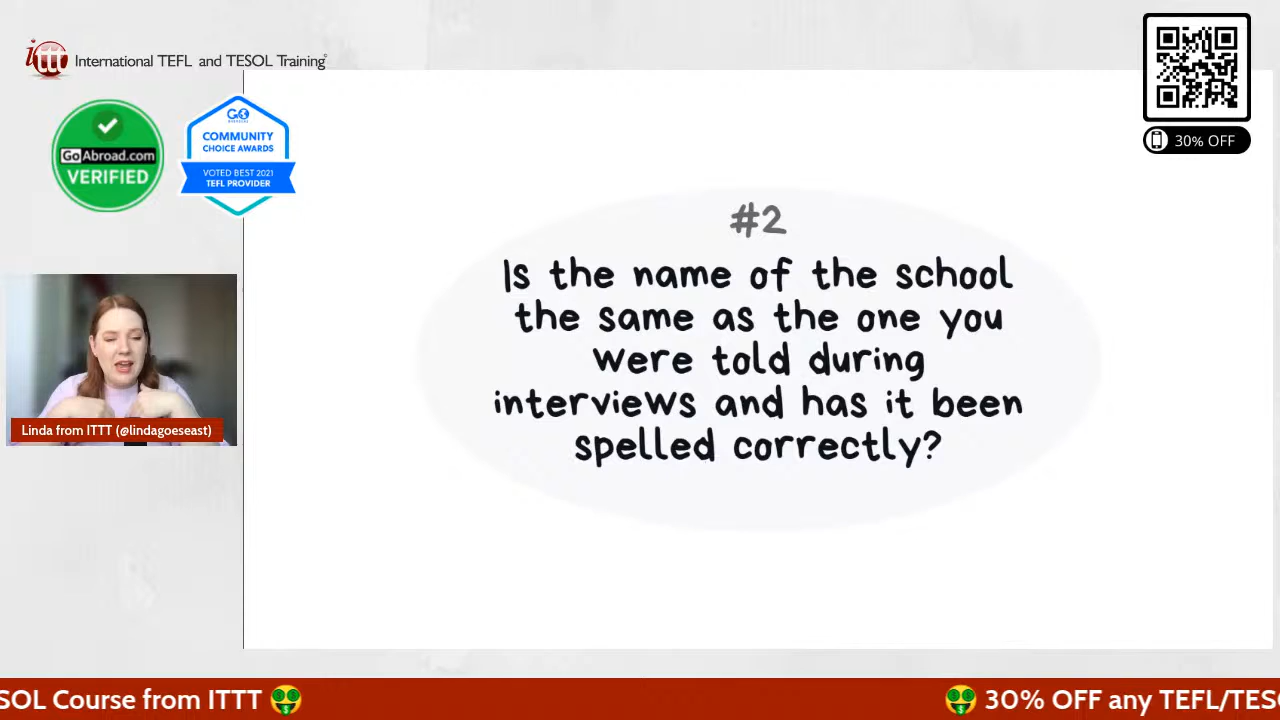 ittt International TEFL and TESOL Training
GoAbroad.com
VERIFIED
GO
COMMUNITY
CHOICE AWARDS
VOTED BEST 2021
TEFL PROVIDER
30% OFF
#2
Is the name of the school
the same as the one you
were told during
interviews and has it been
spelled correctly?
Linda from ITTT (@lindagoeseast)
SOL Course from ITTT 🤑 🤑 30% OFF any TEFL/TESO